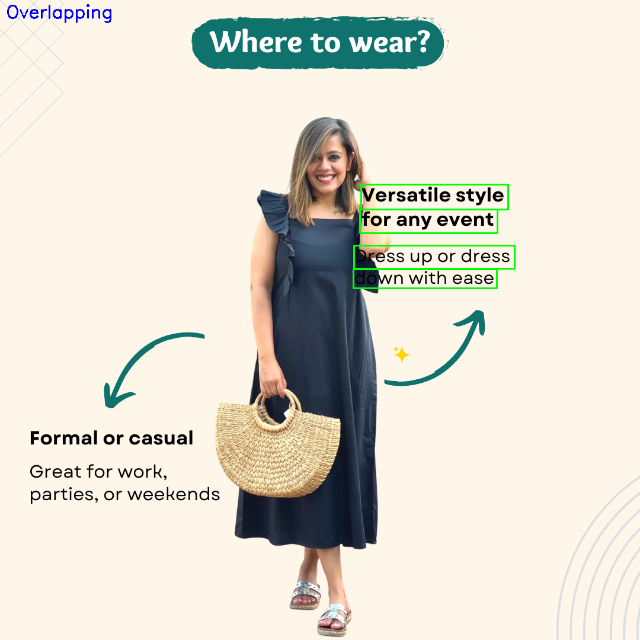 Overlapping
Where to wear?
Versatile style
for any event
Dress up or dress
down with ease
Formal or casual
Great for work,
parties, or weekends